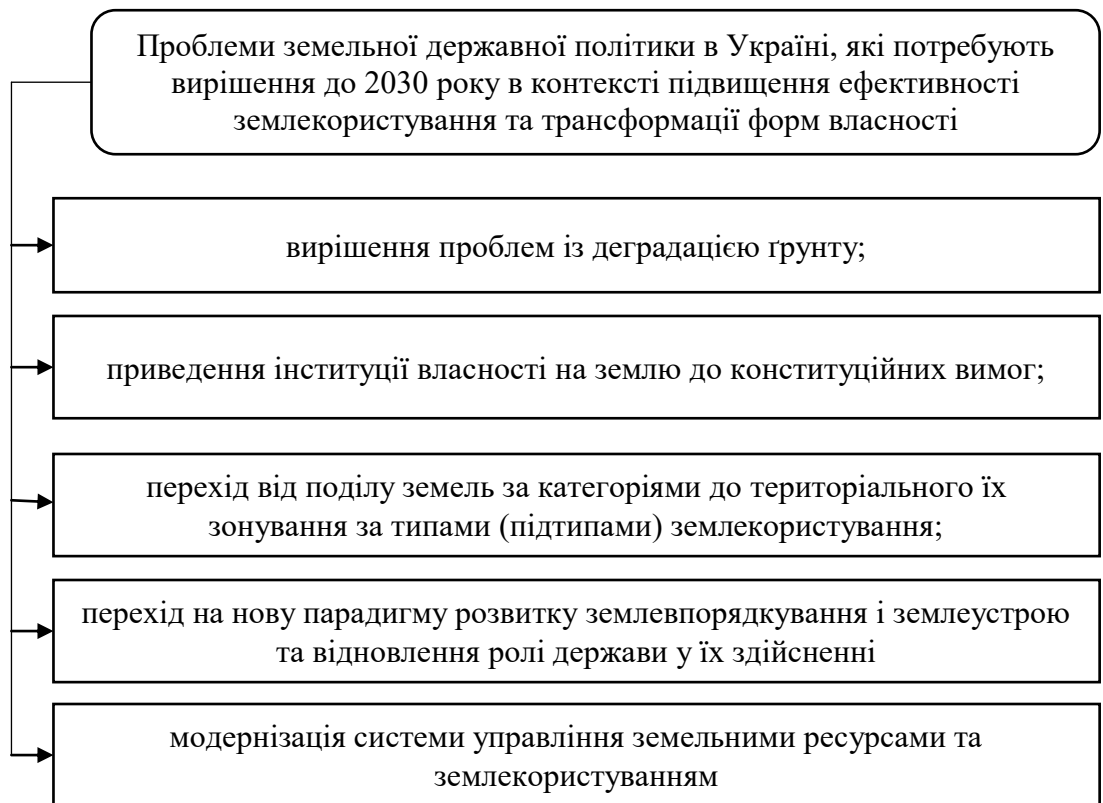 Проблеми земельної державної політики в Україні, які потребують
вирішення до 2030 року в контексті підвищення ефективності
землекористування та трансформації форм власності
вирішення проблем із деградацією ґрунту;
приведення інституції власності на землю до конституційних вимог;
перехід від поділу земель за категоріями до територіального їх
зонування за типами (підтипами) землекористування;
перехід на нову парадигму розвитку землевпорядкування і землеустрою
та відновлення ролі держави у їх здійсненні
модернізація системи управління земельними ресурсами та
землекористуванням